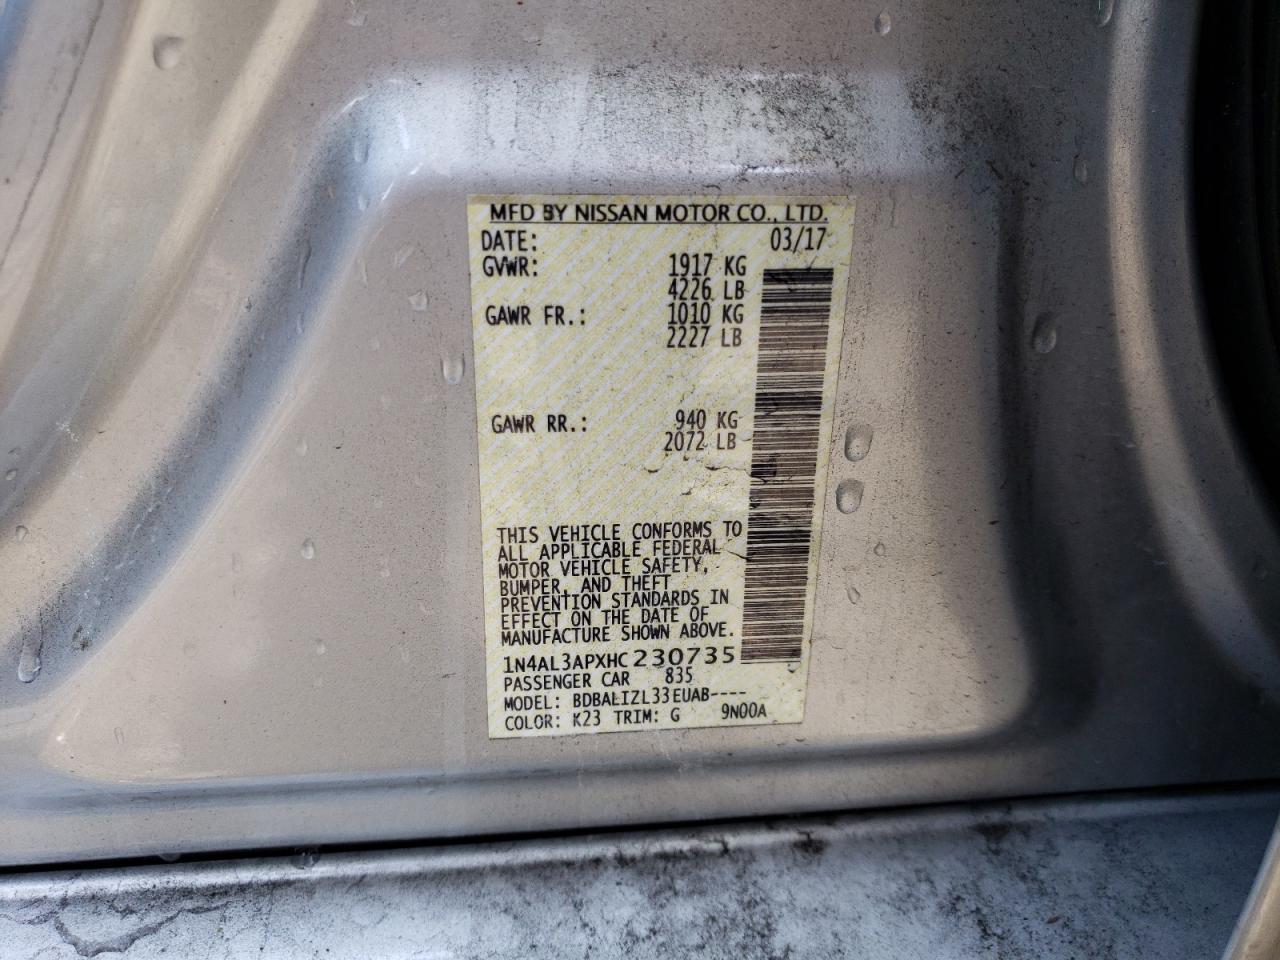 MFD BY NISSAN MOTOR CO., LTD.
DATE: 03/17
GVWR: 1917 KG
4226 LB
GAWR FR.: 1010 KG
2227 LB
GAWR RR.: 940 KG
2072 LB
THIS VEHICLE CONFORMS TO
ALL APPLICABLE FEDERAL
MOTOR VEHICLE SAFETY,
BUMPER, AND THEFT
PREVENTION STANDARDS IN
EFFECT ON THE DATE OF
MANUFACTURE SHOWN ABOVE.
1N4AL3APXHC230735
PASSENGER CAR 835
MODEL: BDBALIZL33EUAB----
COLOR: K23 TRIM: G 9N00A